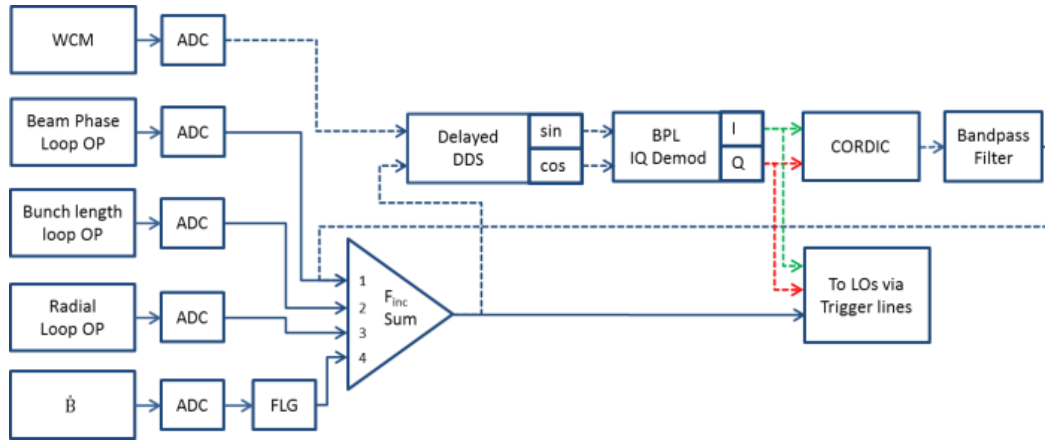 WCM
ADC
Beam Phase
Loop OP
ADC
Delayed
DDS
sin
cos
BPL
IQ Demod
I
Q
CORDIC
Bandpass
Filter
Bunch length
loop OP
ADC
Radial
Loop OP
ADC
1
2
3
4
Finc
Sum
To LOs via
Trigger lines
Ḃ
ADC
FLG